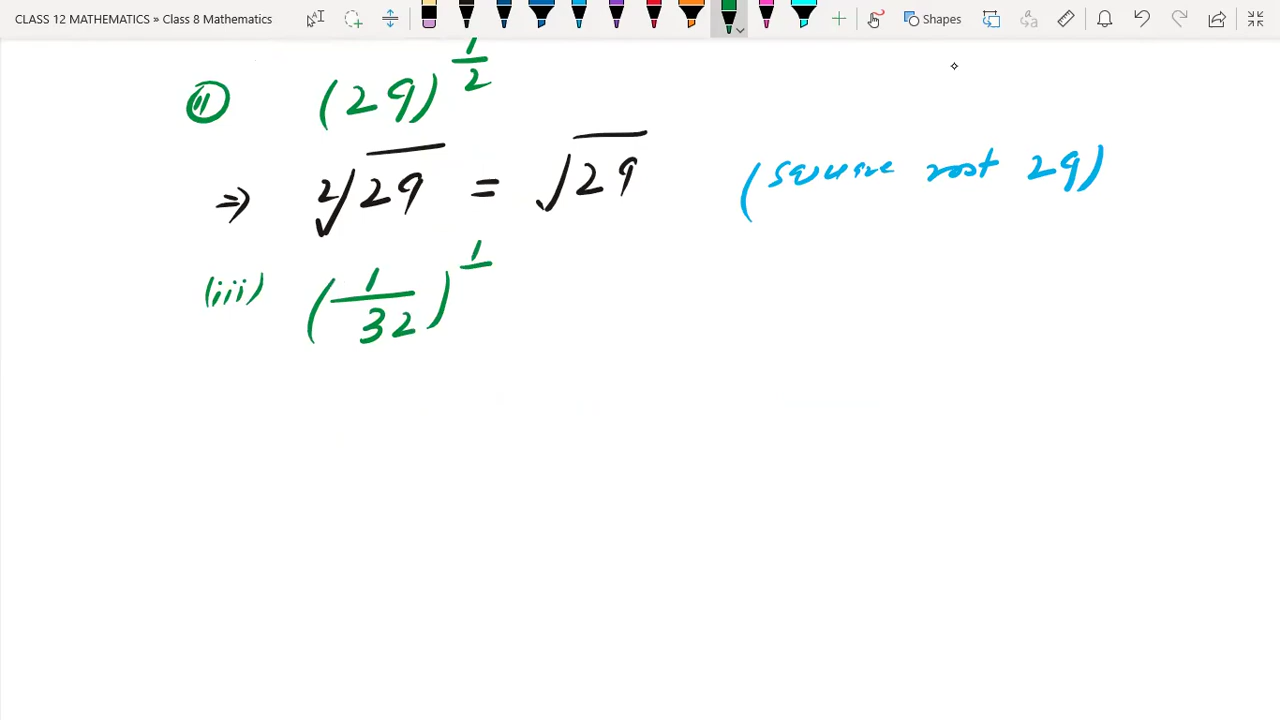 CLASS 12 MATHEMATICS » Class 8 Mathematics
Shapes
(ii) (29)^(1/2)
⇒ ²√29 = √29 (square root 29)
(iii) (1/32)^(1/